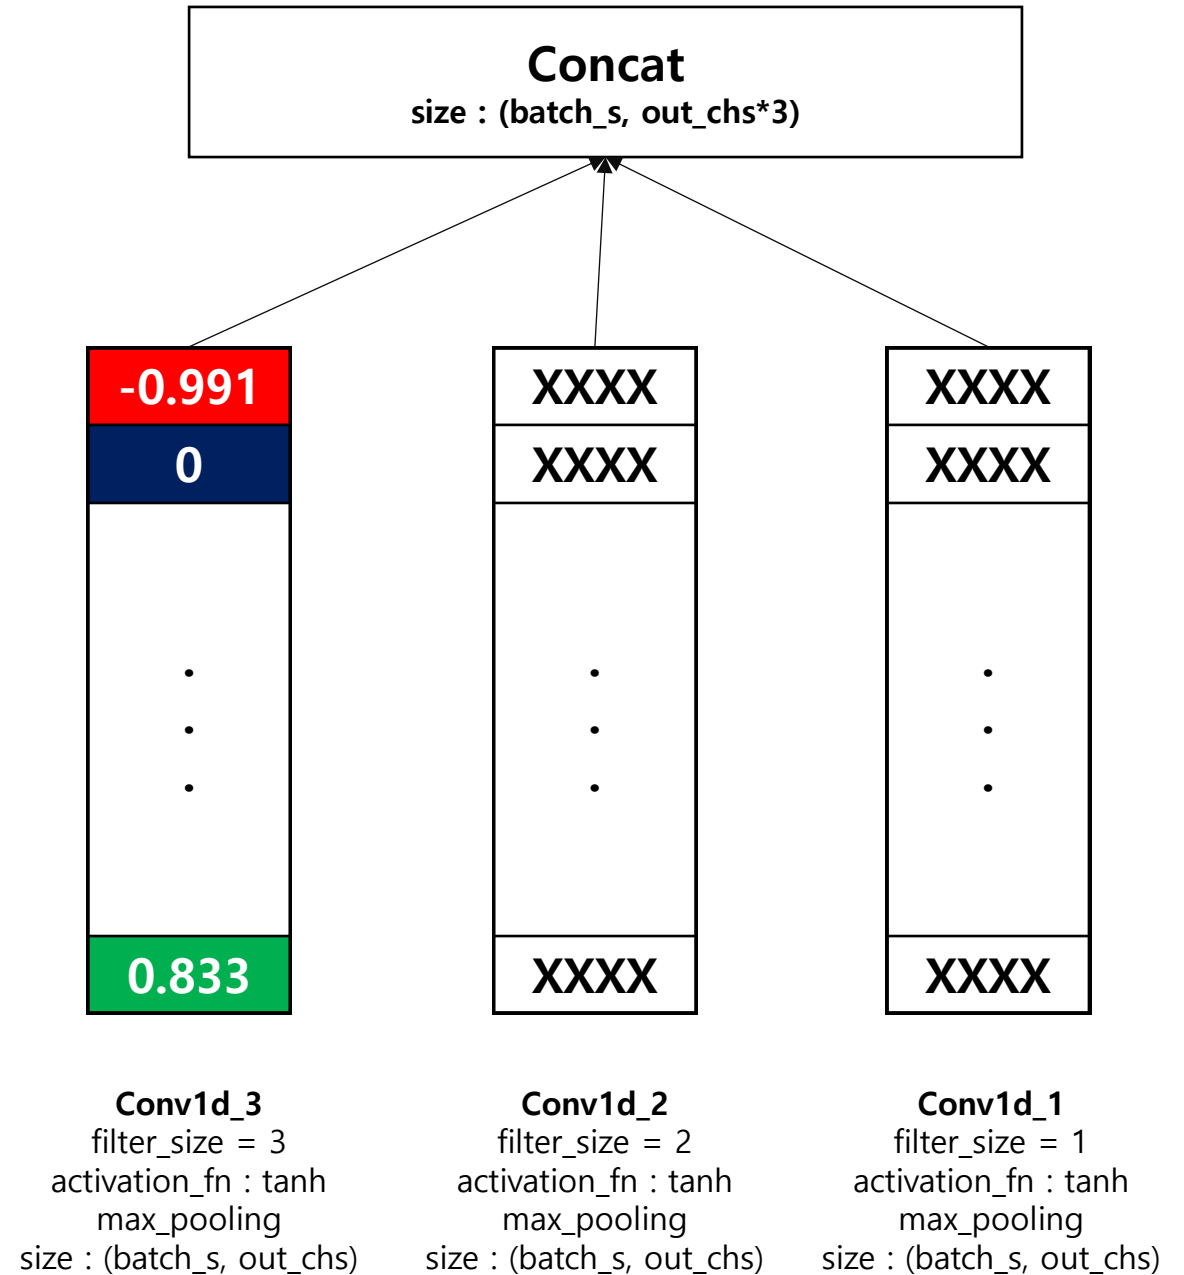 Concat
size : (batch_s, out_chs*3)
-0.991
0
.
.
.
0.833
XXXX
XXXX
.
.
.
XXXX
XXXX
XXXX
.
.
.
XXXX
Conv1d_3
filter_size = 3
activation_fn : tanh
max_pooling
size : (batch_s, out_chs)
Conv1d_2
filter_size = 2
activation_fn : tanh
max_pooling
size : (batch_s, out_chs)
Conv1d_1
filter_size = 1
activation_fn : tanh
max_pooling
size : (batch_s, out_chs)